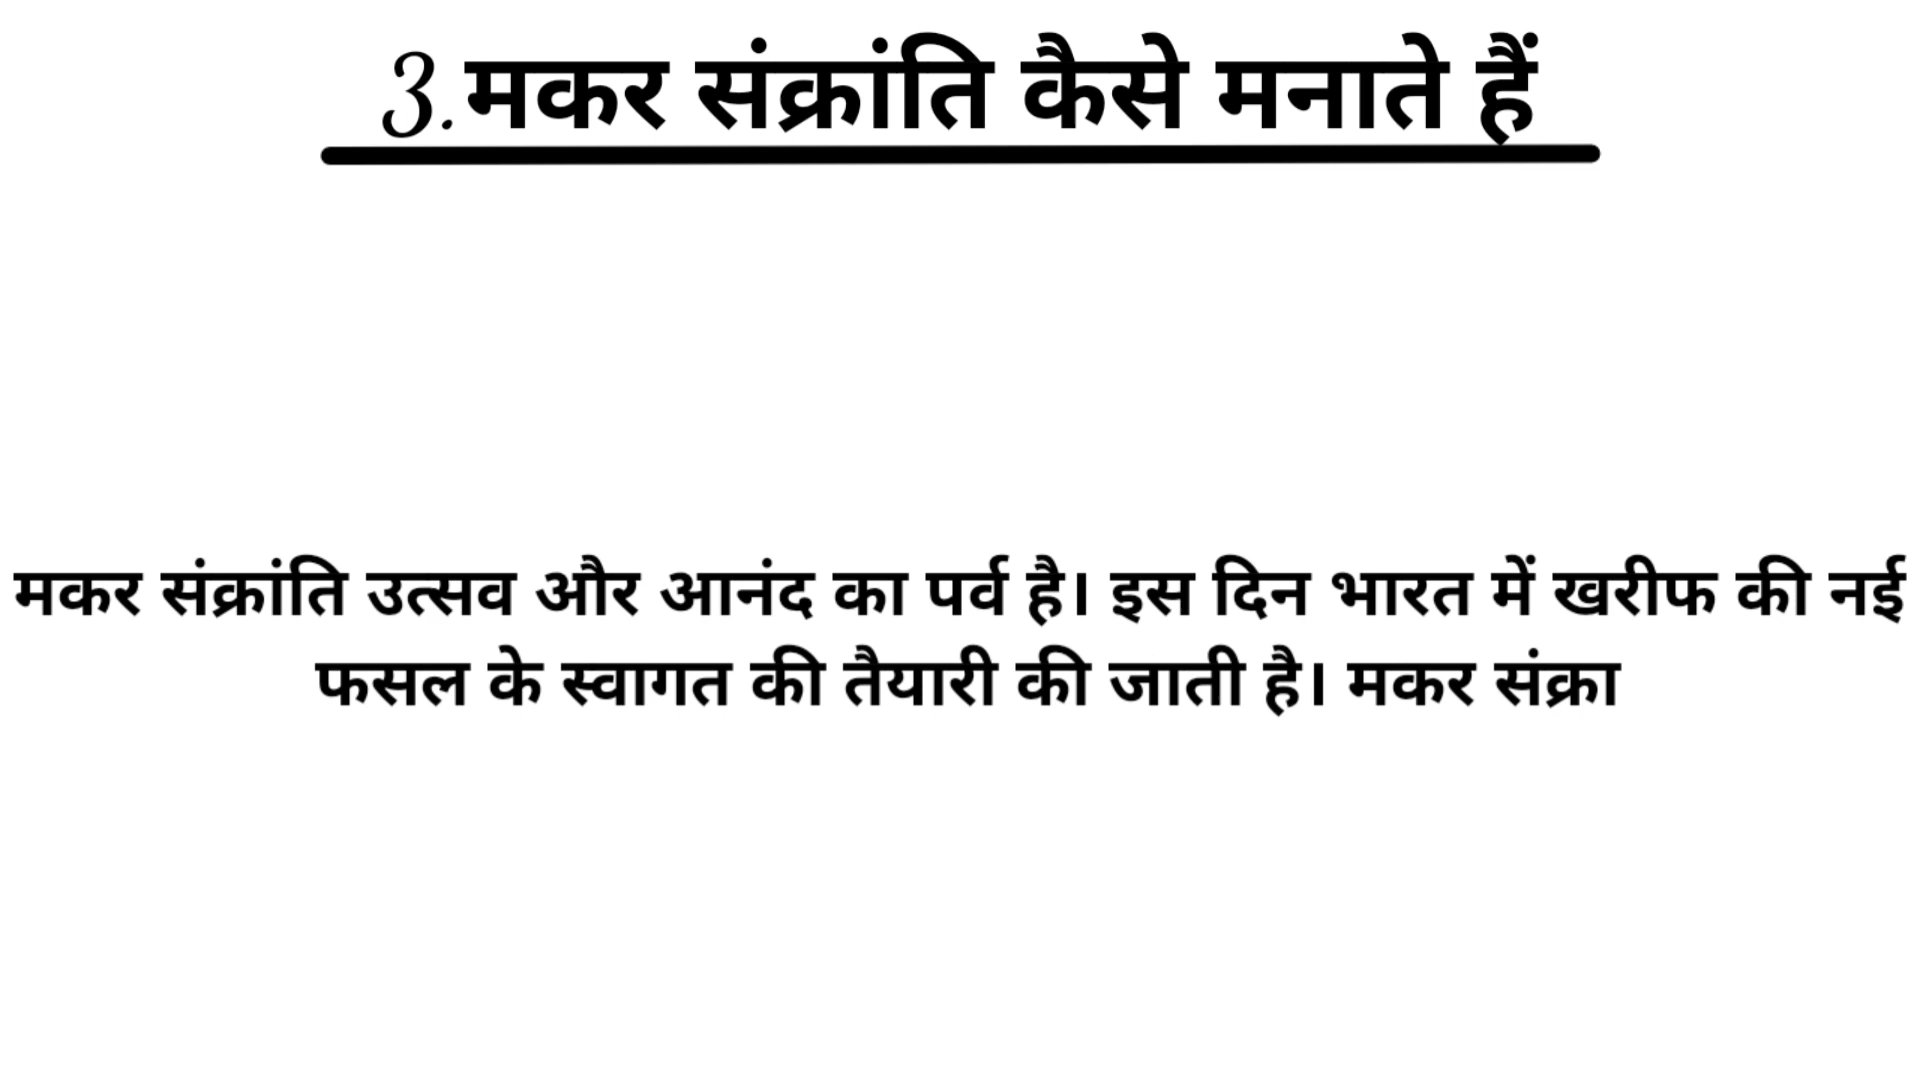 3.मकर संक्रांति कैसे मनाते हैं
मकर संक्रांति उत्सव और आनंद का पर्व है। इस दिन भारत में खरीफ की नई
फसल के स्वागत की तैयारी की जाती है। मकर संक्रा